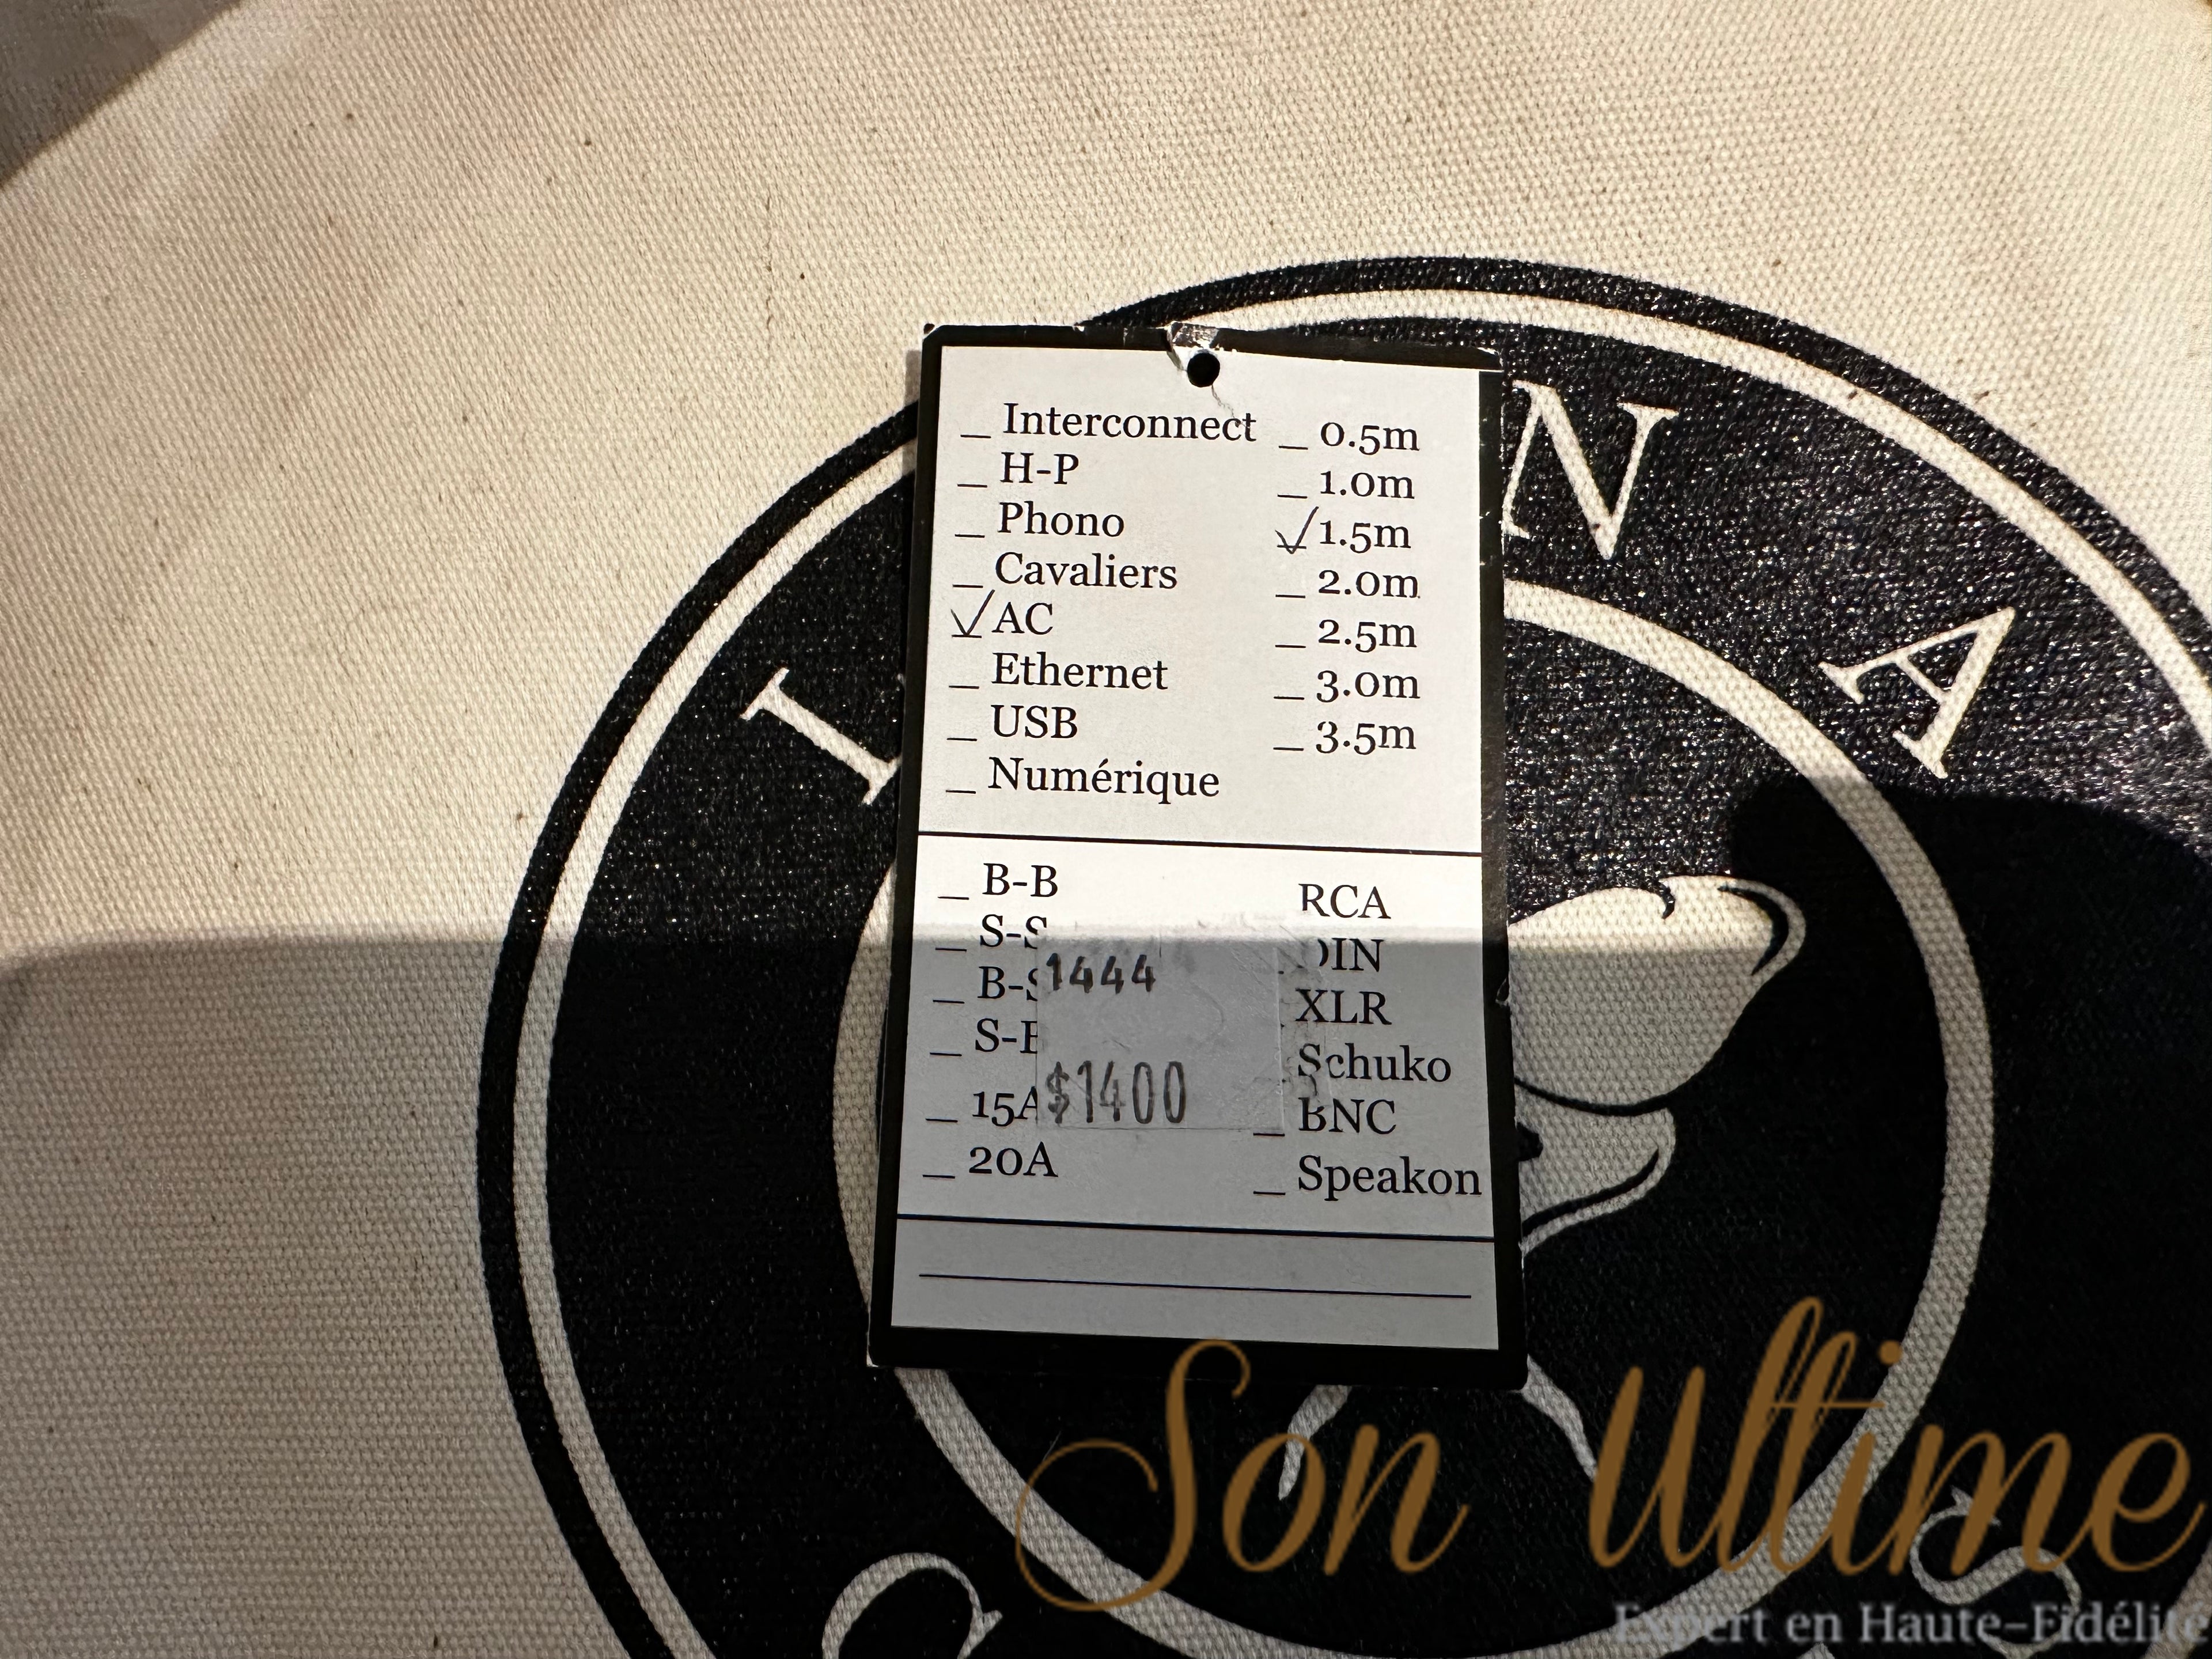 I N A
_ Interconnect _ 0.5m
_ H-P _ 1.0m
_ Phono ✓ 1.5m
_ Cavaliers _ 2.0m
✓ AC _ 2.5m
_ Ethernet _ 3.0m
_ USB _ 3.5m
_ Numérique
_ B-B RCA
_ S-S DIN
1444
_ B-S XLR
_ S-B Schuko
$1400
_ 15A _ BNC
_ 20A _ Speakon
Son Ultime
Expert en Haute-Fidélité